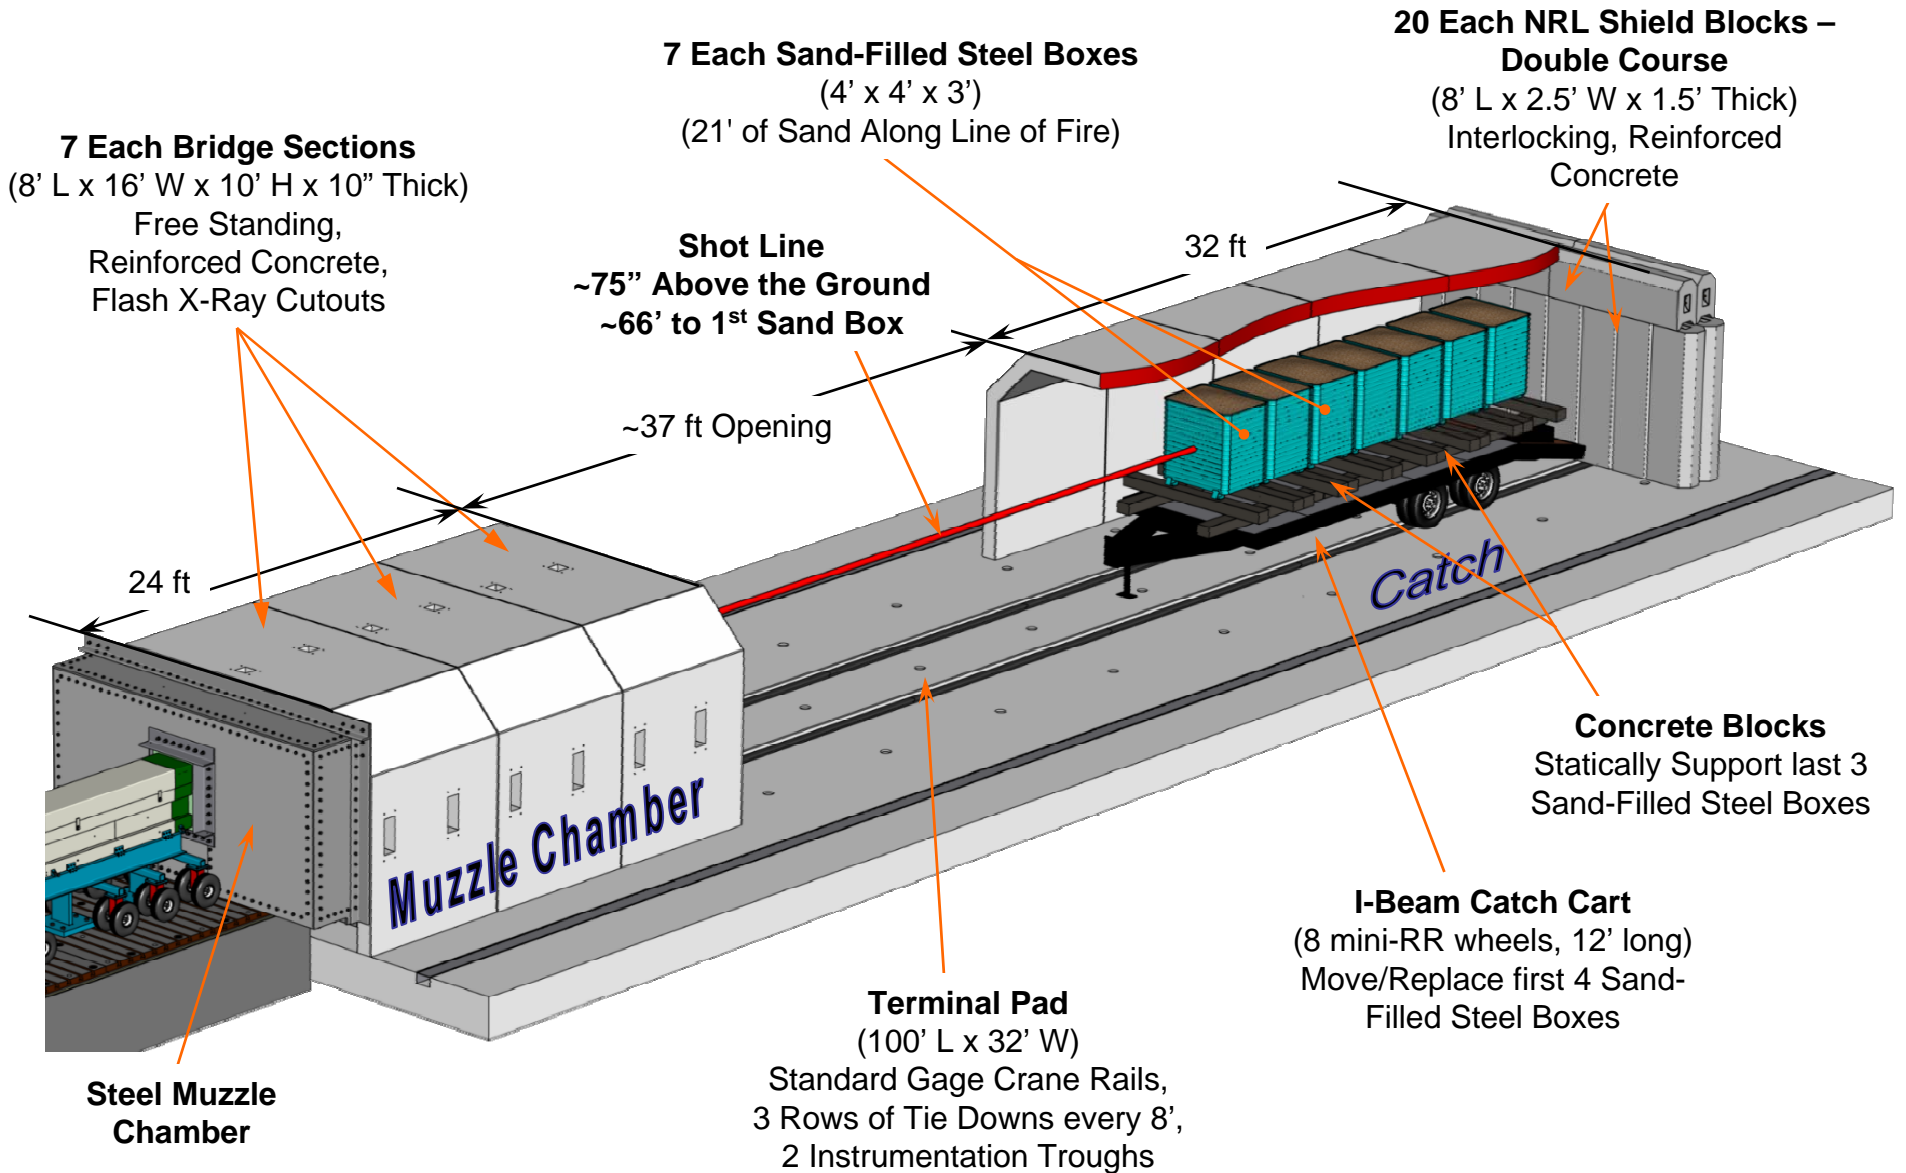 20 Each NRL Shield Blocks –
Double Course
(8’ L x 2.5’ W x 1.5’ Thick)
Interlocking, Reinforced
Concrete
7 Each Sand-Filled Steel Boxes
(4’ x 4’ x 3’)
(21' of Sand Along Line of Fire)
7 Each Bridge Sections
(8’ L x 16’ W x 10’ H x 10” Thick)
Free Standing,
Reinforced Concrete,
Flash X-Ray Cutouts
Shot Line
~75” Above the Ground
~66’ to 1st Sand Box
32 ft
~37 ft Opening
24 ft
Catch
Muzzle Chamber
Concrete Blocks
Statically Support last 3
Sand-Filled Steel Boxes
I-Beam Catch Cart
(8 mini-RR wheels, 12’ long)
Move/Replace first 4 Sand-
Filled Steel Boxes
Terminal Pad
(100’ L x 32’ W)
Standard Gage Crane Rails,
3 Rows of Tie Downs every 8’,
2 Instrumentation Troughs
Steel Muzzle
Chamber